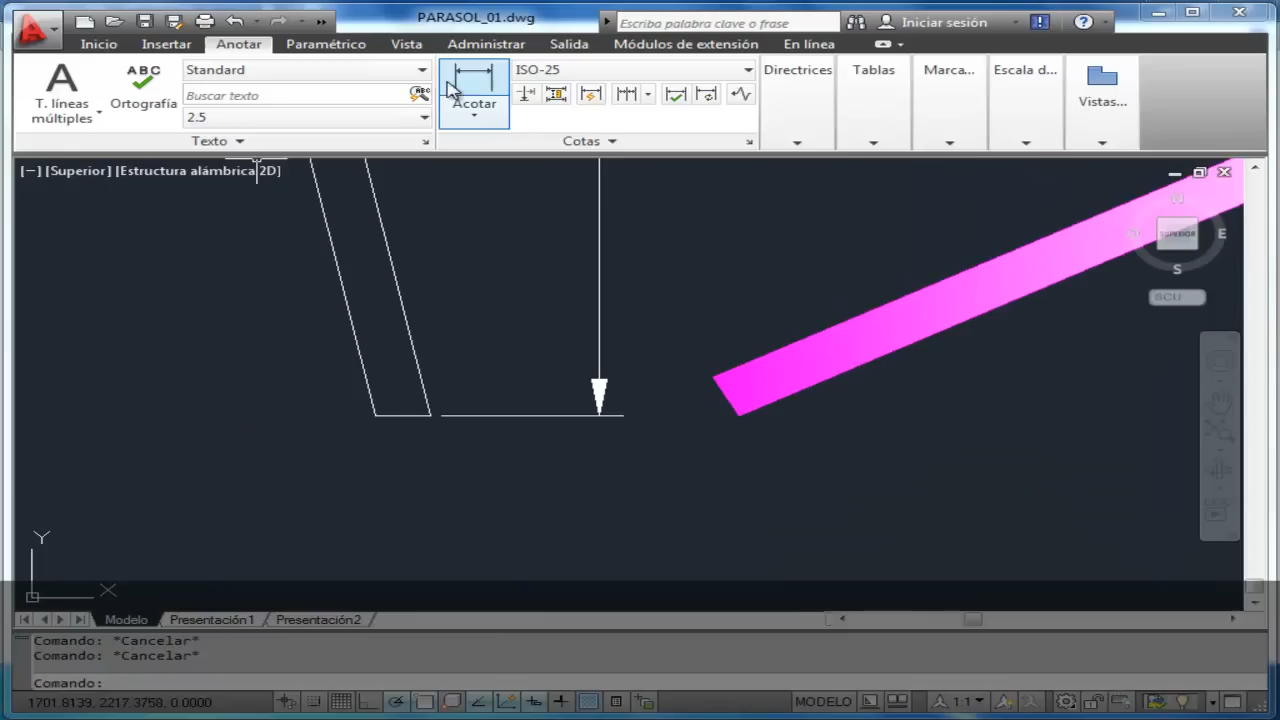 PARASOL_01.dwg
Escriba palabra clave o frase
Iniciar sesión
Inicio Insertar Anotar Paramétrico Vista Administrar Salida Módulos de extensión En línea
A
T. líneas
múltiples
ABC
Ortografía
Standard
Buscar texto
ABC
2.5
Texto
Acotar
ISO-25
Cotas
Directrices
Tablas
Marca...
Escala d...
Vistas...
[−] [Superior] [Estructura alámbrica 2D]
SUPERIOR
E
S
SCU
Y
X
Modelo Presentación1 Presentación2
Comando: *Cancelar*
Comando: *Cancelar*
Comando:
1701.8139, 2217.3758, 0.0000
MODELO
1:1